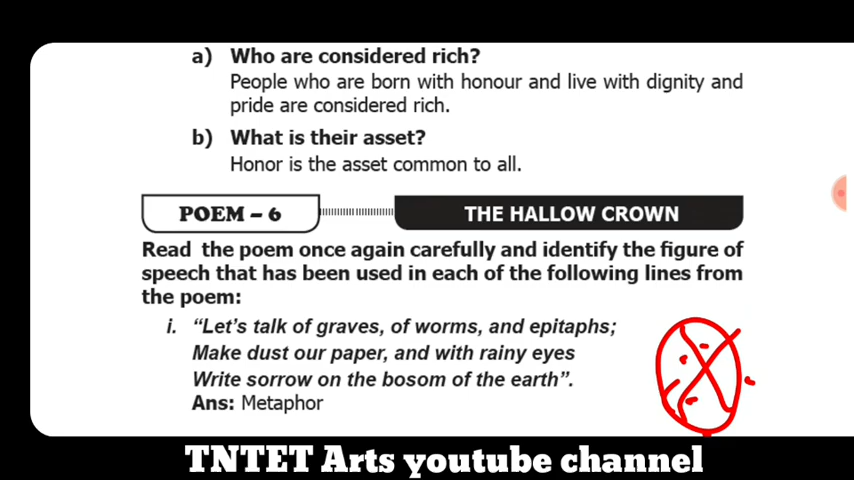 a) Who are considered rich?
People who are born with honour and live with dignity and
pride are considered rich.
b) What is their asset?
Honor is the asset common to all.
POEM – 6 THE HALLOW CROWN
Read the poem once again carefully and identify the figure of
speech that has been used in each of the following lines from
the poem:
i. “Let’s talk of graves, of worms, and epitaphs;
Make dust our paper, and with rainy eyes
Write sorrow on the bosom of the earth”.
Ans: Metaphor
TNTET Arts youtube channel